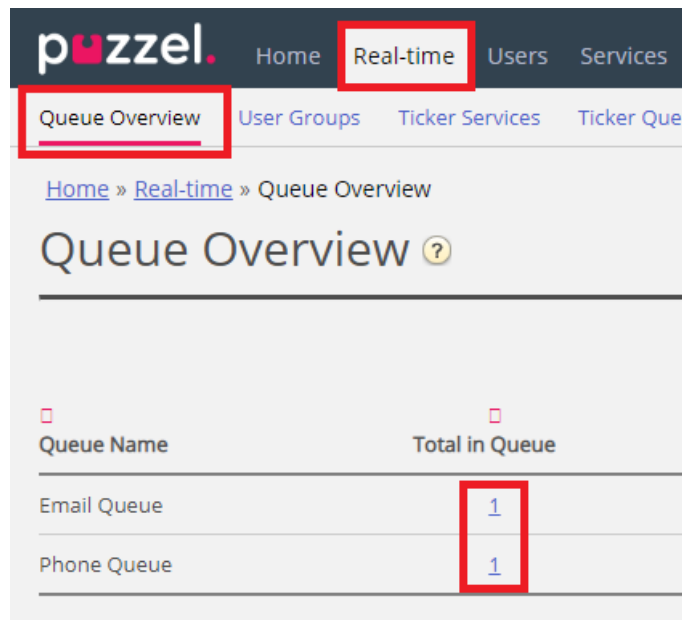 puzzel. Home Real-time Users Services
Queue Overview User Groups Ticker Services Ticker Que
Home » Real-time » Queue Overview
Queue Overview ?
Queue Name Total in Queue
Email Queue 1
Phone Queue 1